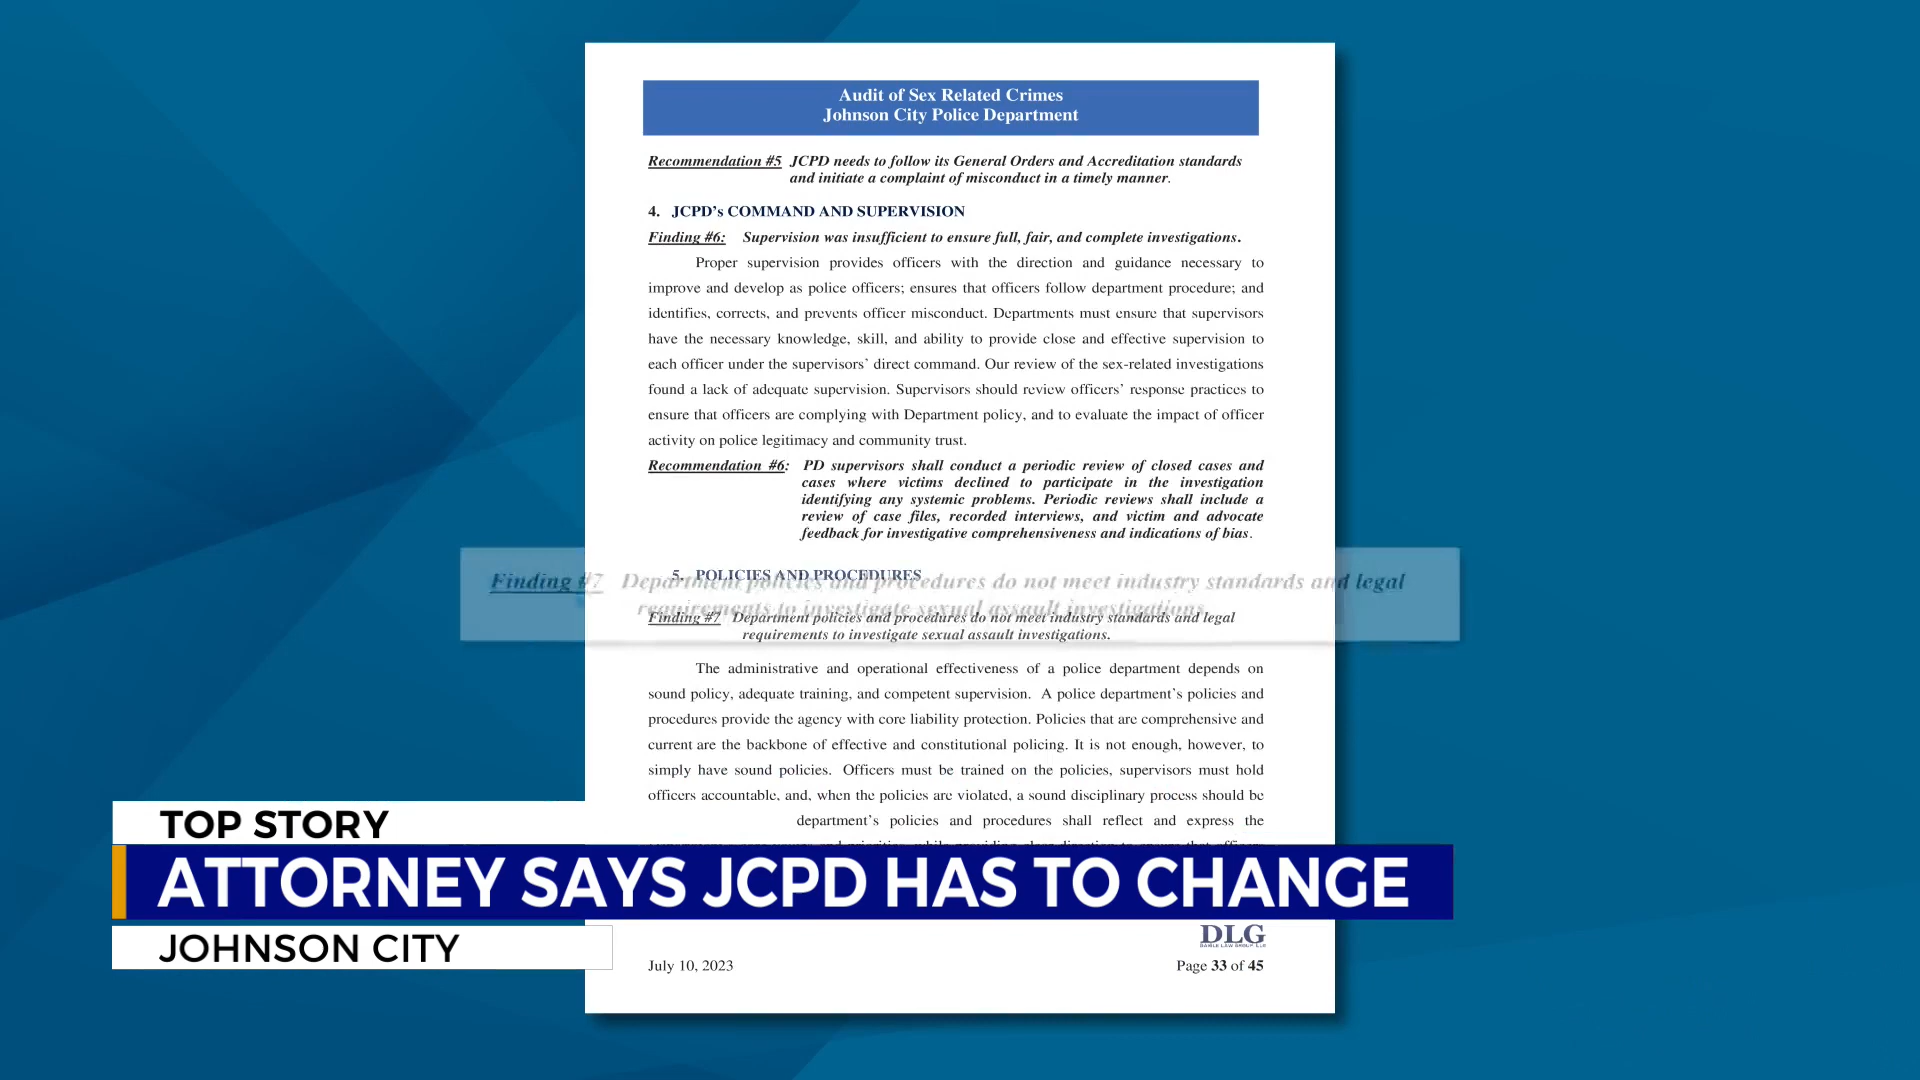 Audit of Sex Related Crimes
Johnson City Police Department
Recommendation #5 JCPD needs to follow its General Orders and Accreditation standards
and initiate a complaint of misconduct in a timely manner.
4. JCPD's COMMAND AND SUPERVISION
Finding #6: Supervision was insufficient to ensure full, fair, and complete investigations.
Proper supervision provides officers with the direction and guidance necessary to
improve and develop as police officers; ensures that officers follow department procedure; and
identifies, corrects, and prevents officer misconduct. Departments must ensure that supervisors
have the necessary knowledge, skill, and ability to provide close and effective supervision to
each officer under the supervisors' direct command. Our review of the sex-related investigations
found a lack of adequate supervision. Supervisors should review officers' response practices to
ensure that officers are complying with Department policy, and to evaluate the impact of officer
activity on police legitimacy and community trust.
Recommendation #6: PD supervisors shall conduct a periodic review of closed cases and
cases where victims declined to participate in the investigation
identifying any systemic problems. Periodic reviews shall include a
review of case files, recorded interviews, and victim and advocate
feedback for investigative comprehensiveness and indications of bias.
5. POLICIES AND PROCEDURES
Finding #7 Department policies and procedures do not meet industry standards and legal
requirements to investigate sexual assault investigations
Finding #7 Department policies and procedures do not meet industry standards and legal
requirements to investigate sexual assault investigations.
The administrative and operational effectiveness of a police department depends on
sound policy, adequate training, and competent supervision. A police department's policies and
procedures provide the agency with core liability protection. Policies that are comprehensive and
current are the backbone of effective and constitutional policing. It is not enough, however, to
simply have sound policies. Officers must be trained on the policies, supervisors must hold
officers accountable, and, when the policies are violated, a sound disciplinary process should be
department's policies and procedures shall reflect and express the
TOP STORY
ATTORNEY SAYS JCPD HAS TO CHANGE
JOHNSON CITY
DLG
July 10, 2023
Page 33 of 45